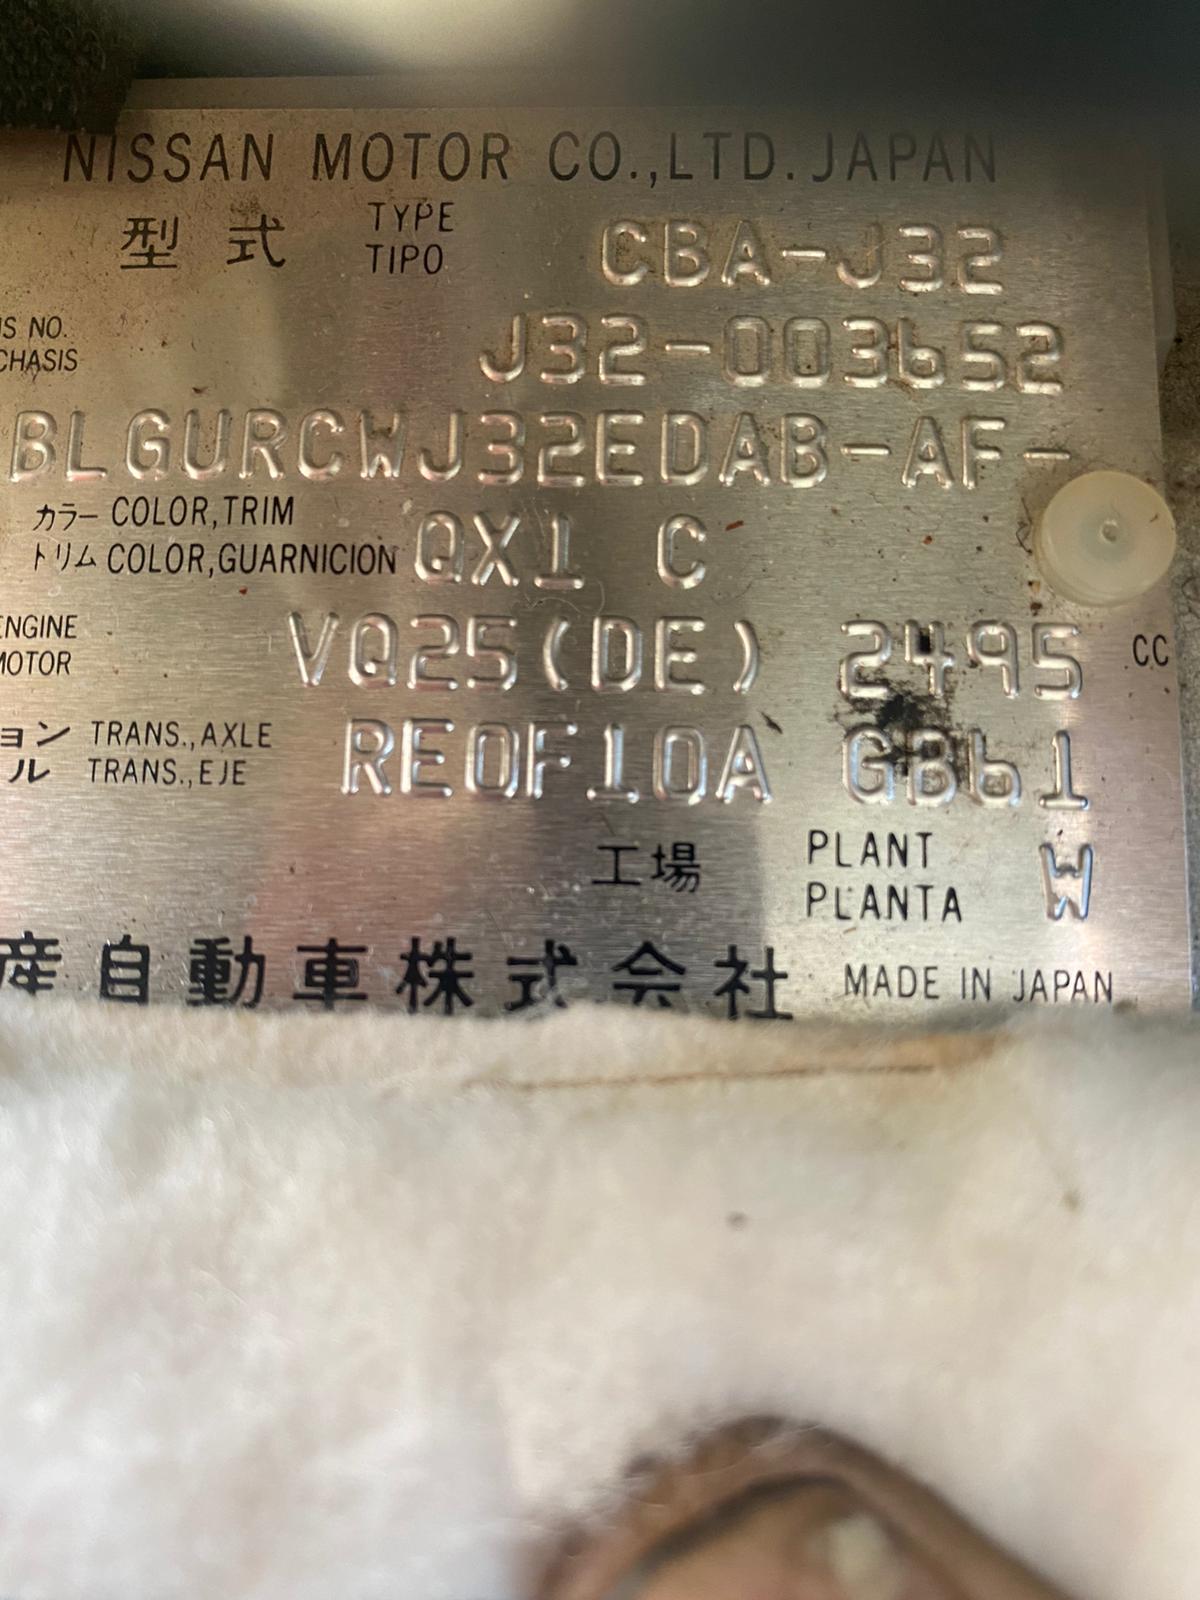 NISSAN MOTOR CO.,LTD.JAPAN
型式 TYPE CBA-J32
TIPO
NO. J32-003652
CHASIS
BLGURCWJ32EDAB-AF-
カラー COLOR,TRIM QX1 C
トリム COLOR,GUARNICION
ENGINE VQ25(DE) 2495 CC
MOTOR
ョン TRANS.,AXLE RE0F10A GB61
ル TRANS.,EJE
工場 PLANT W
PLANTA
産自動車株式会社 MADE IN JAPAN